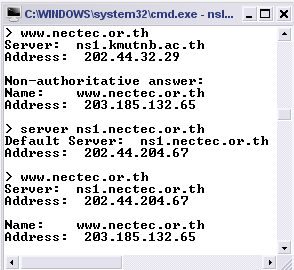 C:\WINDOWS\system32\cmd.exe - nsl...
> www.nectec.or.th
Server:  ns1.kmutnb.ac.th
Address:  202.44.32.29
Non-authoritative answer:
Name:    www.nectec.or.th
Address:  203.185.132.65
> server ns1.nectec.or.th
Default Server:  ns1.nectec.or.th
Address:  202.44.204.67
> www.nectec.or.th
Server:  ns1.nectec.or.th
Address:  202.44.204.67
Name:    www.nectec.or.th
Address:  203.185.132.65